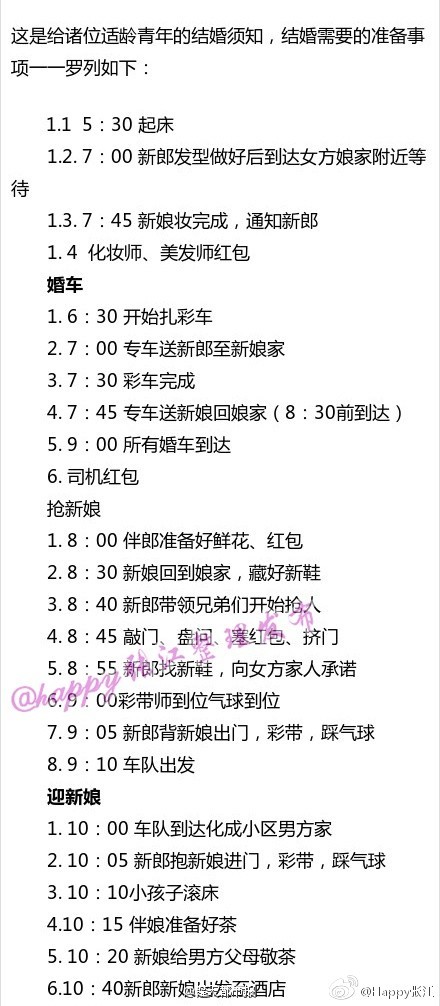 这是给诸位适龄青年的结婚须知，结婚需要的准备事
项一一罗列如下：
1.1 5：30 起床
1.2. 7：00 新郎发型做好后到达女方娘家附近等
待
1.3. 7：45 新娘妆完成，通知新郎
1. 4 化妆师、美发师红包
婚车
1. 6：30 开始扎彩车
2. 7：00 专车送新郎至新娘家
3. 7：30 彩车完成
4. 7：45 专车送新娘回娘家（8：30前到达）
5. 9：00 所有婚车到达
6. 司机红包
抢新娘
1. 8：00 伴郎准备好鲜花、红包
2. 8：30 新娘回到娘家，藏好新鞋
3. 8：40 新郎带领兄弟们开始抢人
4. 8：45 敲门、盘问、塞红包、挤门
5. 8：55 新郎找新鞋，向女方家人承诺
6. 9：00彩带师到位气球到位
7. 9：05 新郎背新娘出门，彩带，踩气球
8. 9：10 车队出发
@happy张江整理发布
迎新娘
1. 10：00 车队到达化成小区男方家
2. 10：05 新郎抱新娘进门，彩带，踩气球
3. 10：10小孩子滚床
4.10：15 伴娘准备好茶
5. 10：20 新娘给男方父母敬茶
6.10：40新郎新娘出发至酒店
@Happy张江